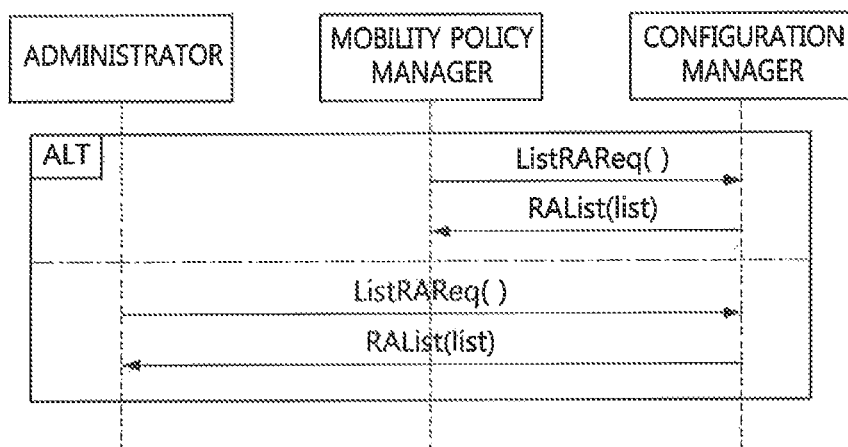 ADMINISTRATOR
MOBILITY POLICY
MANAGER
CONFIGURATION
MANAGER
ALT
ListRAReq( )
RAList(list)
ListRAReq( )
RAList(list)